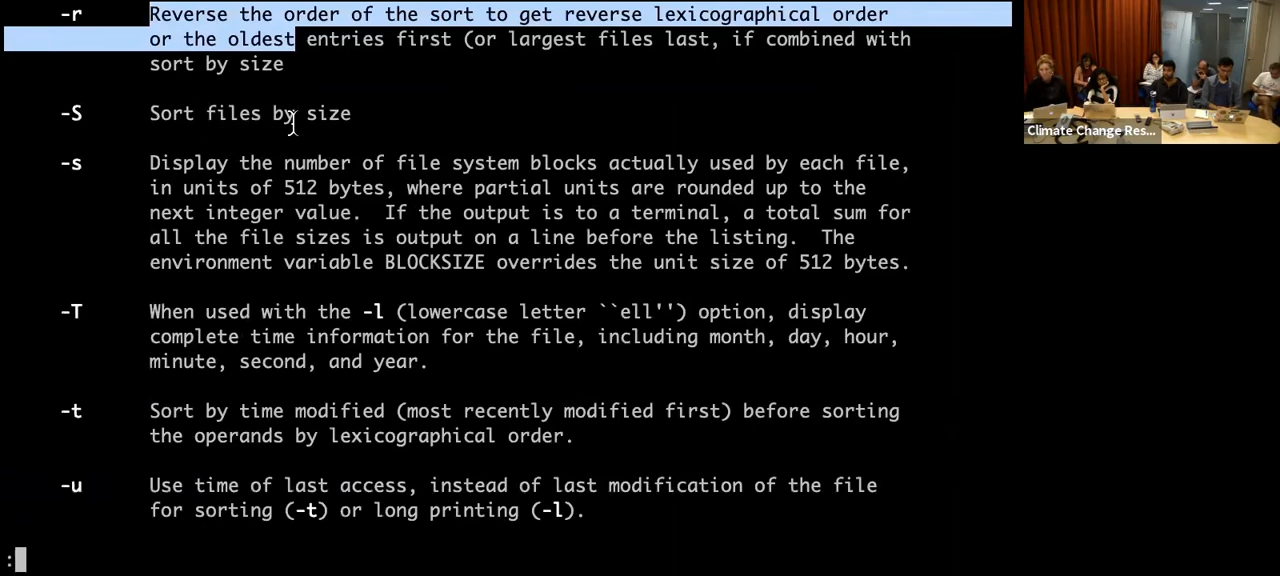 -r Reverse the order of the sort to get reverse lexicographical order
or the oldest entries first (or largest files last, if combined with
sort by size
-S Sort files by size
-s Display the number of file system blocks actually used by each file,
in units of 512 bytes, where partial units are rounded up to the
next integer value.  If the output is to a terminal, a total sum for
all the file sizes is output on a line before the listing.  The
environment variable BLOCKSIZE overrides the unit size of 512 bytes.
-T When used with the -l (lowercase letter ``ell'') option, display
complete time information for the file, including month, day, hour,
minute, second, and year.
-t Sort by time modified (most recently modified first) before sorting
the operands by lexicographical order.
-u Use time of last access, instead of last modification of the file
for sorting (-t) or long printing (-l).
:
Climate Change Res...